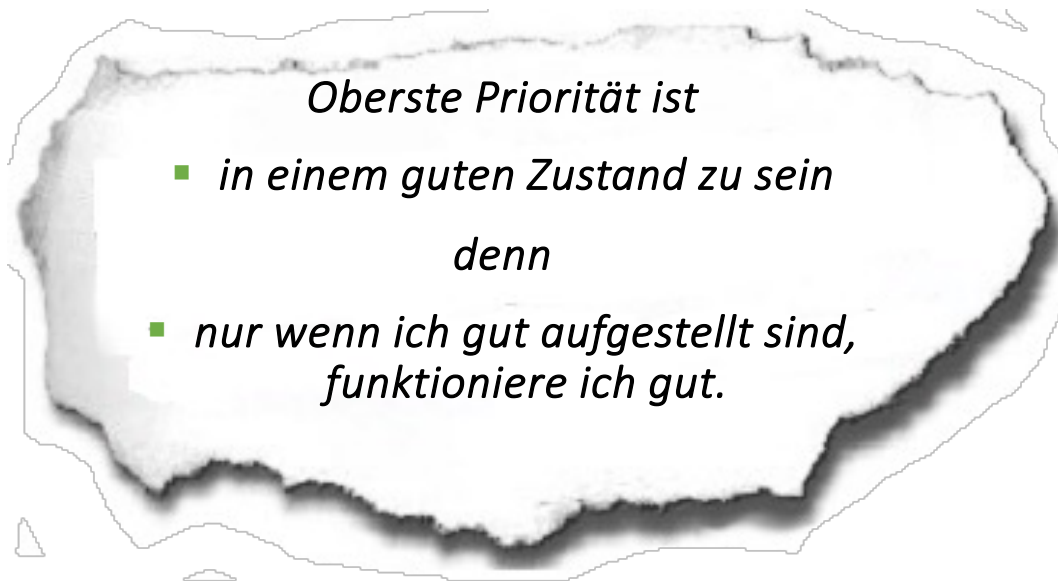 Oberste Priorität ist
▪ in einem guten Zustand zu sein
denn
▪ nur wenn ich gut aufgestellt sind,
funktioniere ich gut.